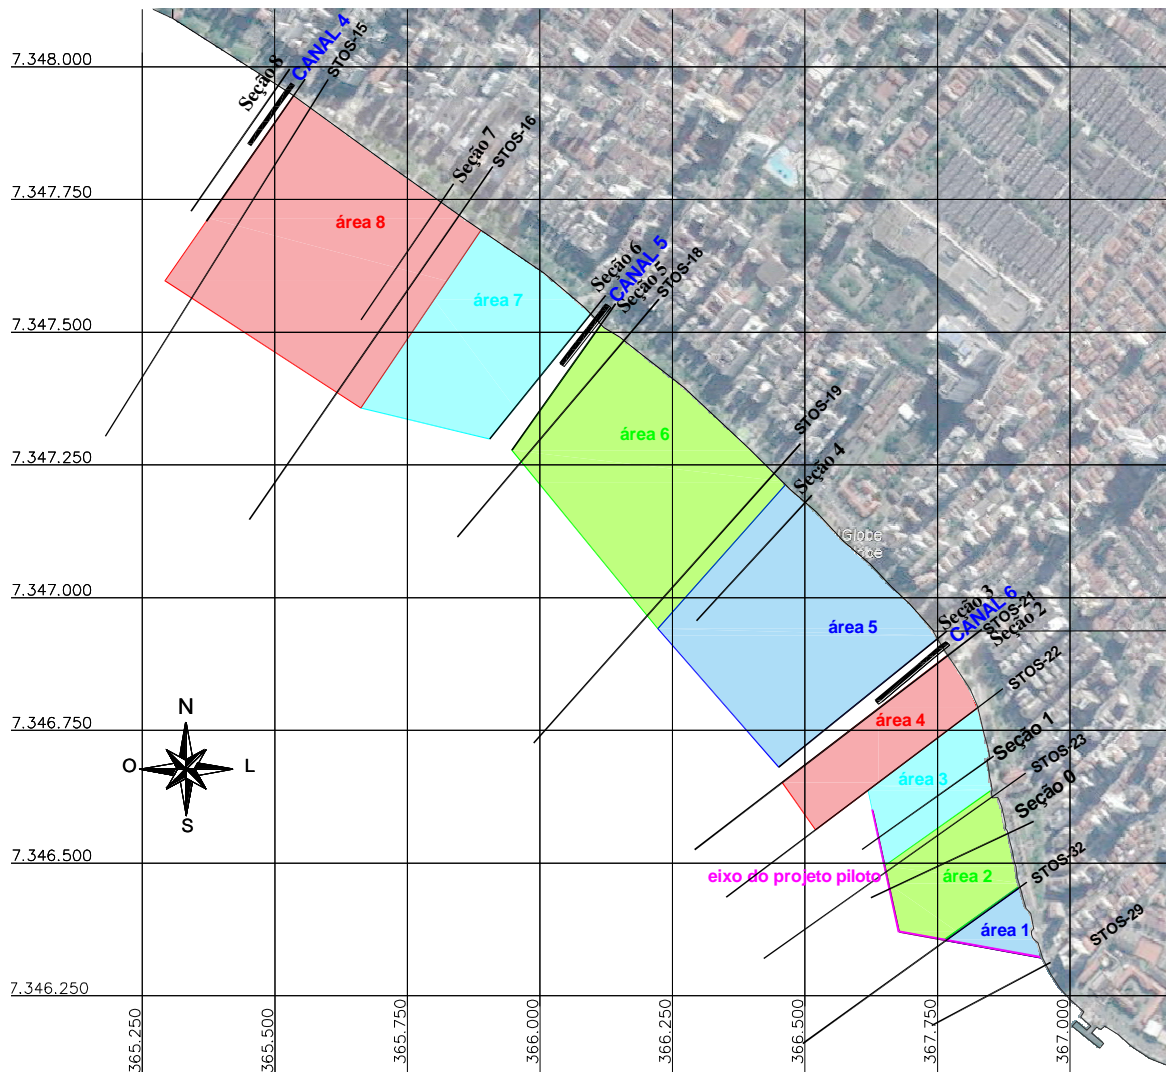 7.348.000
7.347.750
7.347.500
7.347.250
7.347.000
7.346.750
7.346.500
7.346.250
Seção 8
CANAL 4
STOS-15
Seção 7
STOS-16
Seção 6
CANAL 5
Seção 5
STOS-18
STOS-19
Seção 4
Seção 3
CANAL 6
STOS-21
Seção 2
STOS-22
Seção 1
STOS-23
Seção 0
STOS-32
STOS-29
área 8
área 7
área 6
área 5
área 4
área 3
área 2
área 1
eixo do projeto piloto
Globe
N
O
L
S
365.250
365.500
365.750
366.000
366.250
366.500
367.750
367.000